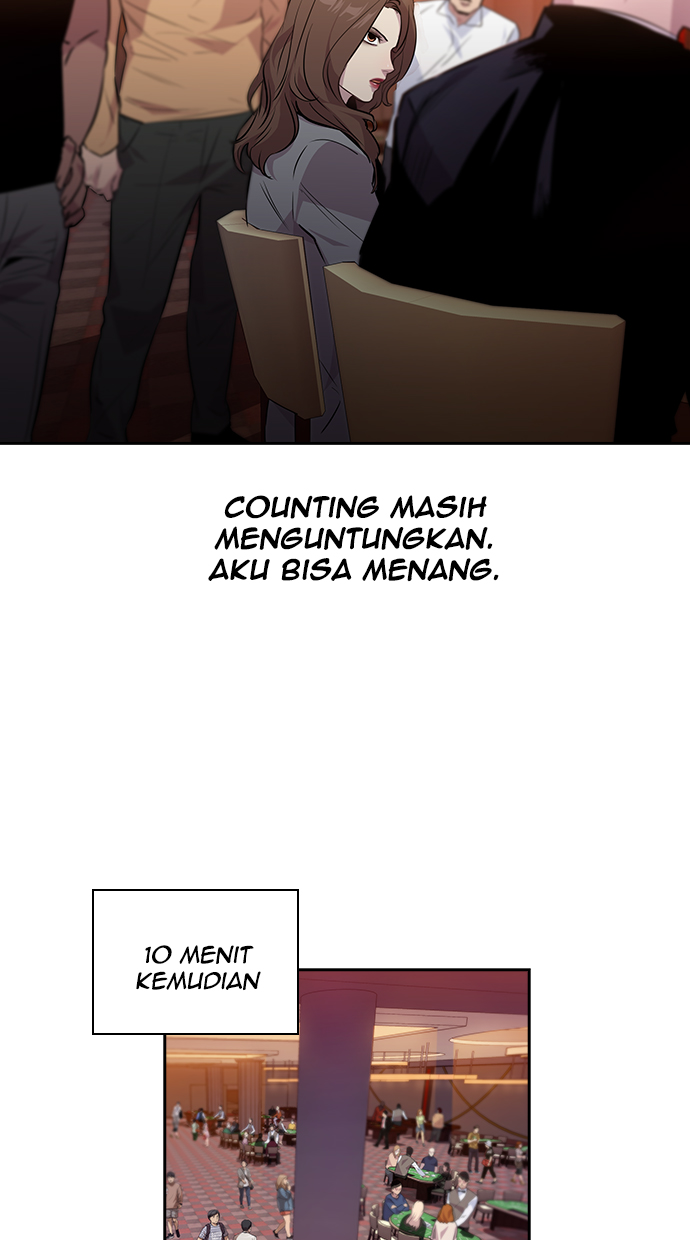 COUNTING MASIH
MENGUNTUNGKAN.
AKU BISA MENANG.
10 MENIT
KEMUDIAN